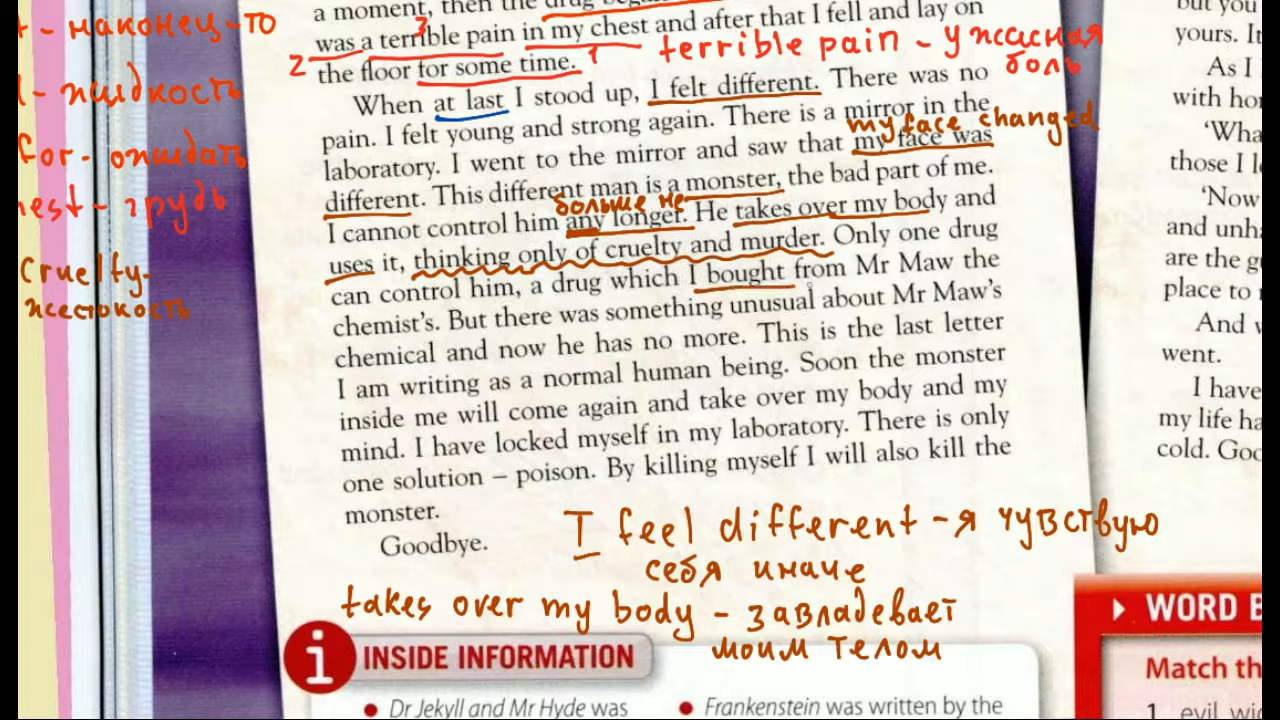 a moment, then the drug
was a terrible pain in my chest and after that I fell and lay on
the floor for some time.
When at last I stood up, I felt different. There was no
pain. I felt young and strong again. There is a mirror in the
laboratory. I went to the mirror and saw that my face was
different. This different man is a monster, the bad part of me.
I cannot control him any longer. He takes over my body and
uses it, thinking only of cruelty and murder. Only one drug
can control him, a drug which I bought from Mr Maw the
chemist's. But there was something unusual about Mr Maw's
chemical and now he has no more. This is the last letter
I am writing as a normal human being. Soon the monster
inside me will come again and take over my body and my
mind. I have locked myself in my laboratory. There is only
one solution – poison. By killing myself I will also kill the
monster.
Goodbye.
- наконец-то
- жидкость
for - ожидать
- грудь
Cruelty-
жестокость
3
2
1
terrible pain - ужасная
боль
my face changed
больше не
I feel different - я чувствую
себя иначе
takes over my body - завладевает
моим телом
i INSIDE INFORMATION
• Dr Jekyll and Mr Hyde was
• Frankenstein was written by the
but you
yours. It
As I
with
those I
'Now
and
are the
place to
And
went.
I have
my life
cold.
WORD
Match
1 evil,